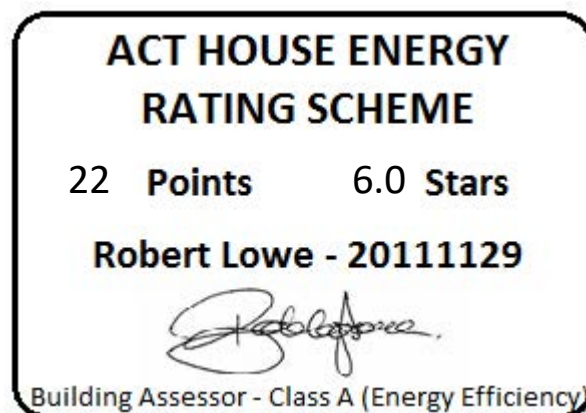 ACT HOUSE ENERGY
RATING SCHEME
22 Points 6.0 Stars
Robert Lowe - 20111129
Building Assessor - Class A (Energy Efficiency)